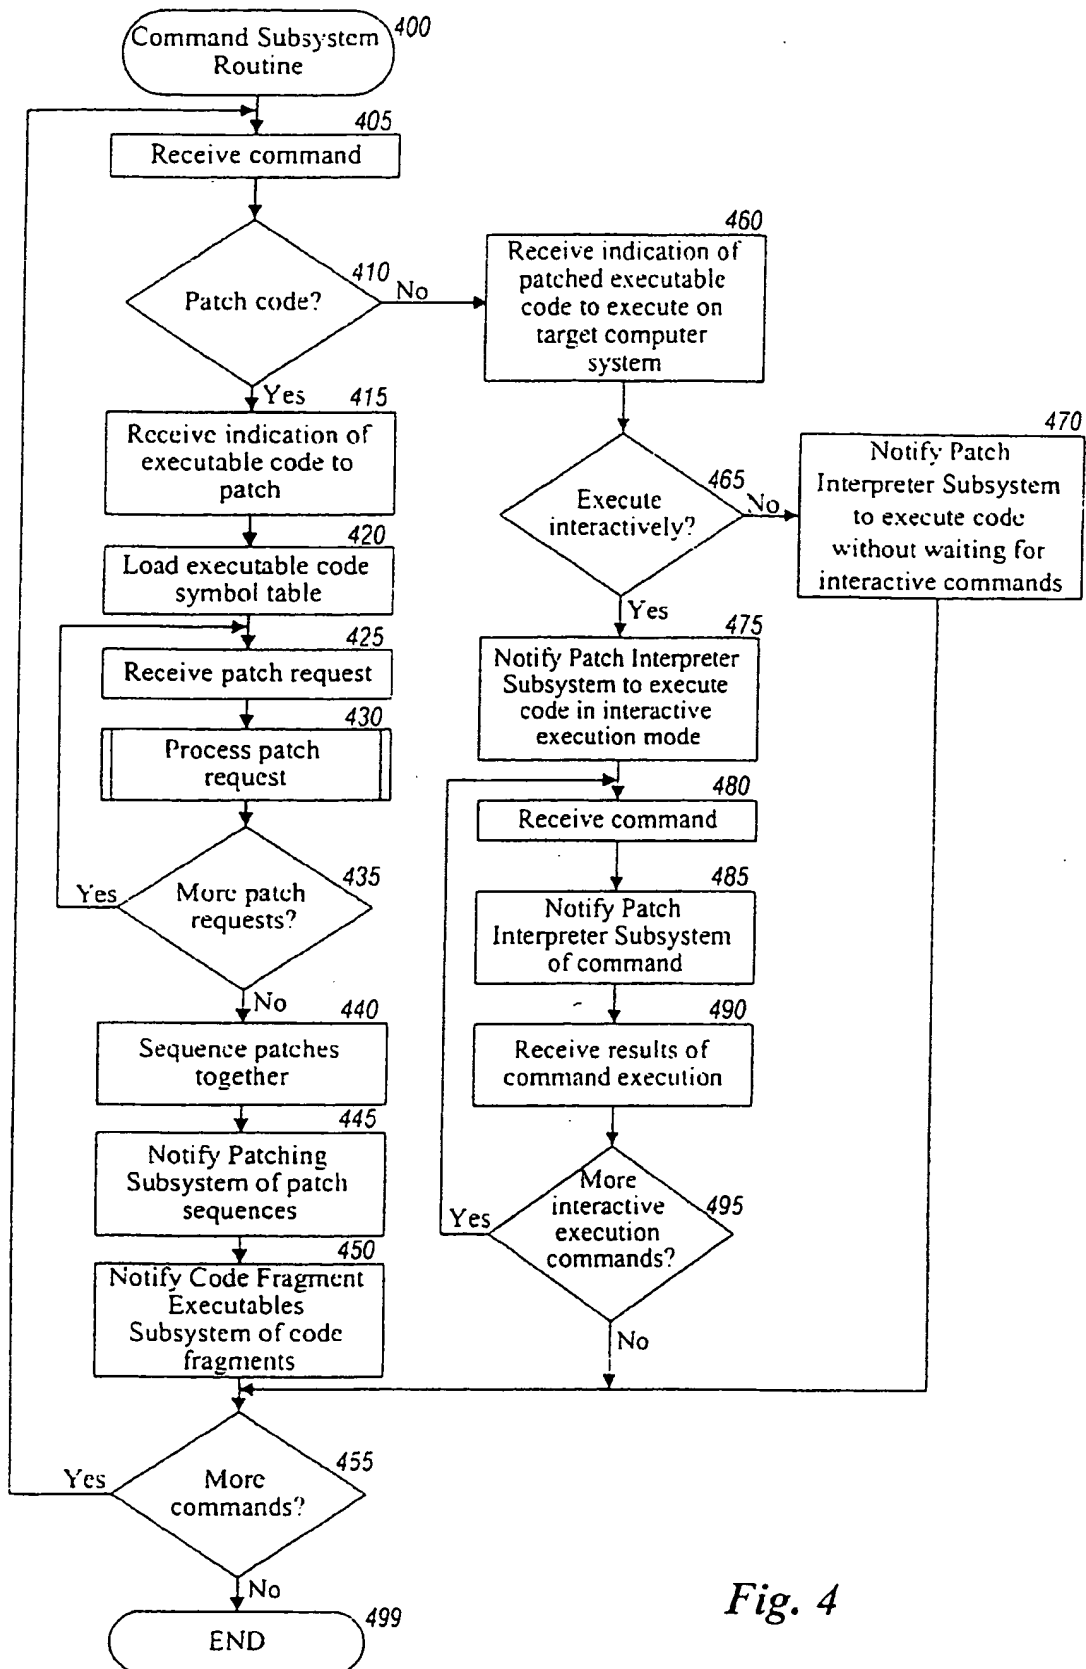 Command Subsystem
Routine
400
405
Receive command
410
Patch code?
No
Yes
460
Receive indication of
patched executable
code to execute on
target computer
system
415
Receive indication of
executable code to
patch
465
Execute
interactively?
No
Yes
470
Notify Patch
Interpreter Subsystem
to execute code
without waiting for
interactive commands
420
Load executable code
symbol table
425
Receive patch request
430
Process patch
request
435
More patch
requests?
Yes
No
475
Notify Patch Interpreter
Subsystem to execute
code in interactive
execution mode
480
Receive command
485
Notify Patch
Interpreter Subsystem
of command
490
Receive results of
command execution
495
More
interactive
execution
commands?
Yes
No
440
Sequence patches
together
445
Notify Patching
Subsystem of patch
sequences
450
Notify Code Fragment
Executables
Subsystem of code
fragments
455
More
commands?
Yes
No
499
END
Fig. 4